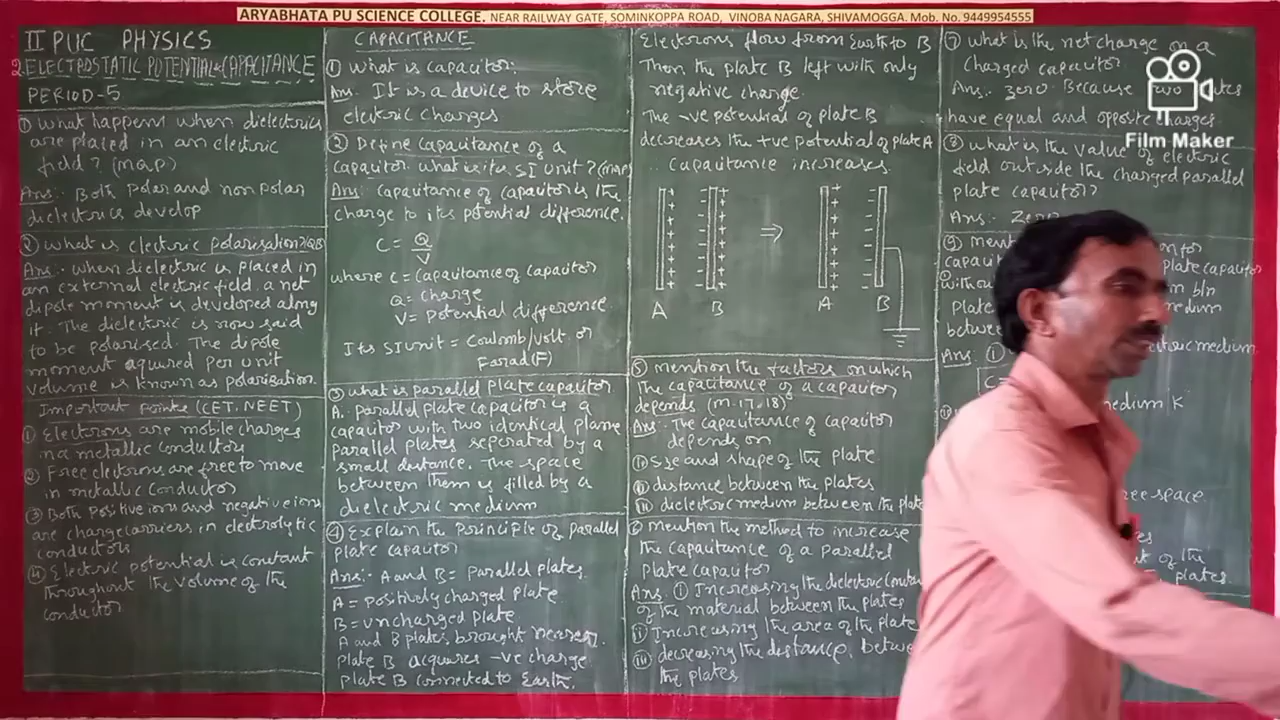 ARYABHATA PU SCIENCE COLLEGE, NEAR RAILWAY GATE, SOMINKOPPA ROAD, VINOBA NAGARA, SHIVAMOGGA. Mob. No. 9449954555
II PUC PHYSICS
2. ELECTROSTATIC POTENTIAL & CAPACITANCE
PERIOD-5
① What happens when dielectrics
are placed in an electric
field? (MQP)
Ans:- Both Polar and non polar
dielectrics develop
② What is electric polarisation?
Ans:- When dielectric is placed in
an external electric field, a net
dipole moment is developed along
it. The dielectric is now said
to be polarised. The dipole
moment aquired per unit
volume is known as polarisation.
Important points (CET, NEET)
① Electrons are mobile charges
in a metallic conductors
② Free elctrons are free to move
in metallic conductor
③ Both positive ions and negative ions
are charge carriers in electrolytic
conductors
④ Electric potential is constant
throughout the volume of the
conductor
CAPACITANCE
① What is capacitor:
Ans: It is a device to store
electric charges
② Define capacitance of a
capacitor what is its SI unit? (MQP)
Ans: Capacitance of capacitor is the
charge to its potential difference.
C = Q/V
where C = Capacitance of capacitor
Q = charge
V = Potential difference
Its SI unit = Coulomb/volt or
Farad (F)
③ What is parallel plate capacitor
A. parallel plate capacitor is a
capacitor with two identical plane
parallel plates seperated by a
small distance. The space
between them is filled by a
dielectric medium
④ Explain the principle of parallel
plate capacitor
Ans:- A and B = Parallel plates.
A = positively charged plate
B = uncharged plate
A and B plates brought nearer,
plate B acquires -ve charge
plate B connected to Earth.
Electrons flow from Earth to B
Then the plate B left with only
negative charge.
The -ve potential of plate B
decreases the +ve potential of plate A
∴ Capacitance increases.
A B ⇒ A B
⑤ mention the factors on which
the capacitance of a capacitor
depends (M-17,18)
Ans:- The capacitance of capacitor
depends on
(i) size and shape of the plate
(ii) distance between the plates
(iii) dielectric medium between the plate
⑥ mention the method to increase
the capacitance of a parallel
plate capacitor
Ans. (i) Increasing the dielectric constan
of the material between the plates
(ii) Increasing the area of the plate
(iii) decreasing the distance, betwe
the plates
⑦ What is the net charge on a
charged capacitor
Ans:- Zero. Because two
have equal and opposite charges.
⑧ What is the value of electric
field outside the charged parallel
plate capacitor?
Ans:- Zero
⑨
for
plate capacitor
bln
Plate medium
Ans: (i) medium.
medium K
free space
of the
plates
Film Maker